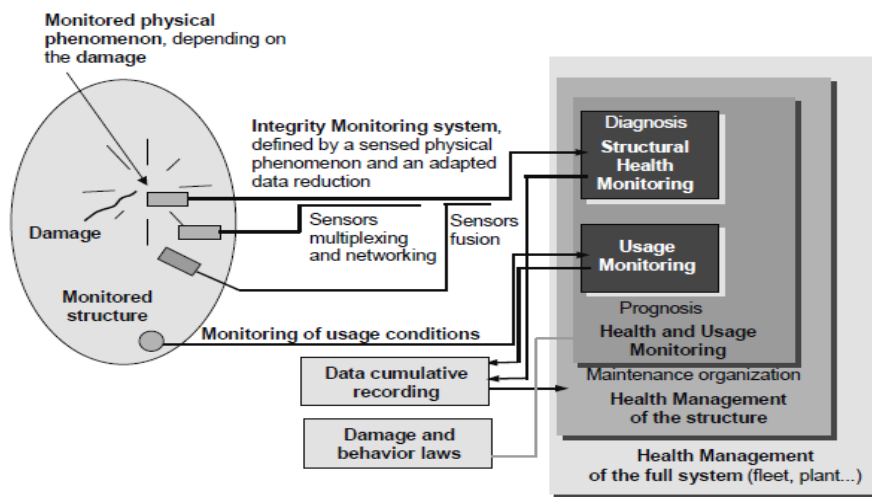 Monitored physical
phenomenon, depending on
the damage
Integrity Monitoring system,
defined by a sensed physical
phenomenon and an adapted
data reduction
Damage
Sensors
multiplexing
and networking
Sensors
fusion
Monitored
structure
Monitoring of usage conditions
Data cumulative
recording
Damage and
behavior laws
Diagnosis
Structural
Health
Monitoring
Usage
Monitoring
Prognosis
Health and Usage
Monitoring
Maintenance organization
Health Management
of the structure
Health Management
of the full system (fleet, plant...)